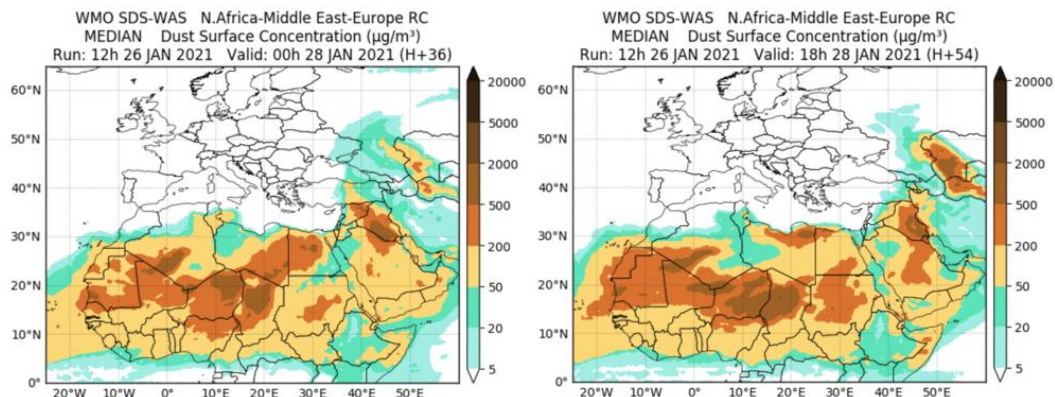 WMO SDS-WAS N.Africa-Middle East-Europe RC
MEDIAN Dust Surface Concentration (µg/m³)
Run: 12h 26 JAN 2021 Valid: 00h 28 JAN 2021 (H+36)
60°N
50°N
40°N
30°N
20°N
10°N
0°
20°W
10°W
0°
10°E
20°E
30°E
40°E
50°E
20000
5000
2000
500
200
50
20
5
WMO SDS-WAS N.Africa-Middle East-Europe RC
MEDIAN Dust Surface Concentration (µg/m³)
Run: 12h 26 JAN 2021 Valid: 18h 28 JAN 2021 (H+54)
60°N
50°N
40°N
30°N
20°N
10°N
0°
20°W
10°W
0°
10°E
20°E
30°E
40°E
50°E
20000
5000
2000
500
200
50
20
5